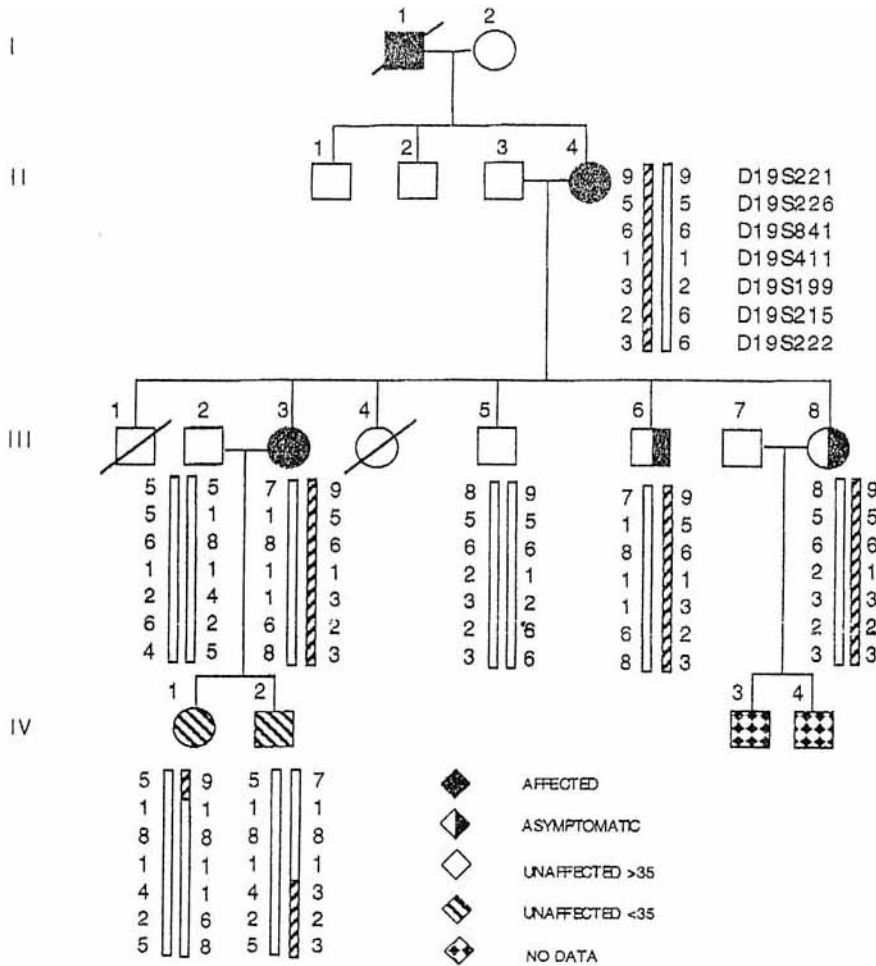 1 2
I
1 2 3 4
II
9 9 D19S221
5 5 D19S226
6 6 D19S841
1 1 D19S411
3 2 D19S199
2 6 D19S215
3 6 D19S222
1 2 3 4 5 6 7 8
III
5 5 7 9 8 9 7 9 8 9
5 1 1 5 5 5 1 5 5 5
6 8 8 6 6 6 8 6 6 6
1 1 1 1 2 1 1 1 2 1
2 4 1 3 3 2 1 3 3 3
6 2 6 2 2 6 6 2 2 2
4 5 8 3 3 6 8 3 3 3
1 2 3 4
IV
5 9 5 7
1 1 1 1
8 8 8 8
1 1 1 1
4 1 4 3
2 6 2 2
5 8 5 3
AFFECTED
ASYMPTOMATIC
UNAFFECTED >35
UNAFFECTED <35
NO DATA